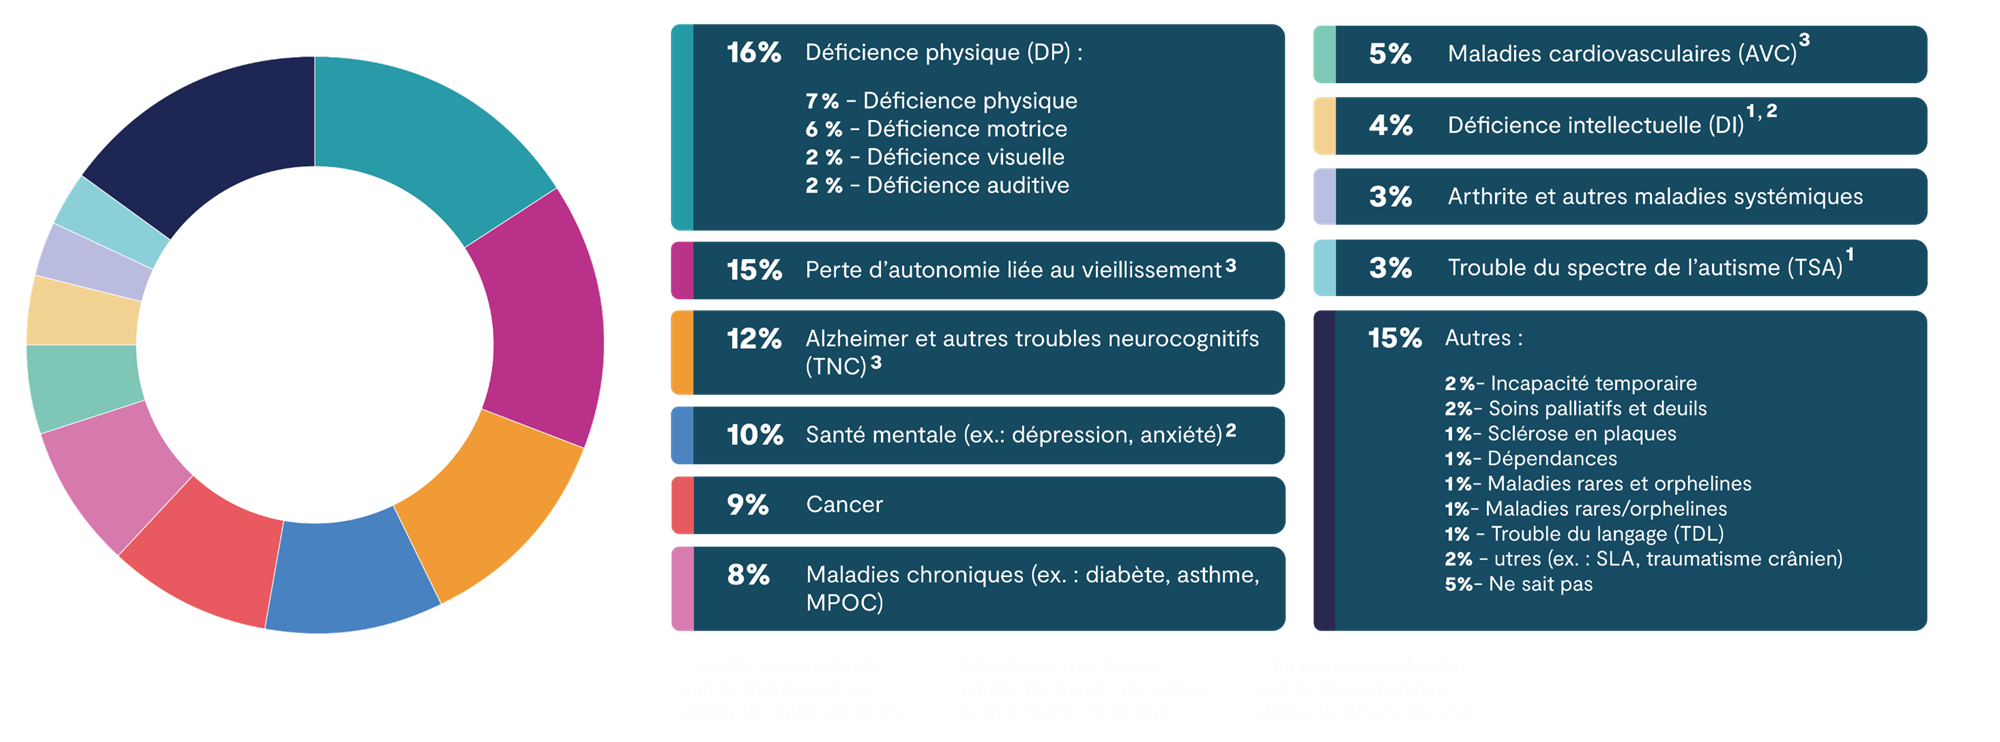 16% Déficience physique (DP) :
7 % - Déficience physique
6 % - Déficience motrice
2 % - Déficience visuelle
2 % - Déficience auditive
15% Perte d’autonomie liée au vieillissement 3
12% Alzheimer et autres troubles neurocognitifs
(TNC) 3
10% Santé mentale (ex.: dépression, anxiété) 2
9% Cancer
8% Maladies chroniques (ex. : diabète, asthme,
MPOC)
5% Maladies cardiovasculaires (AVC) 3
4% Déficience intellectuelle (DI) 1, 2
3% Arthrite et autres maladies systémiques
3% Trouble du spectre de l’autisme (TSA) 1
15% Autres :
2 %- Incapacité temporaire
2%- Soins palliatifs et deuils
1%- Sclérose en plaques
1%- Dépendances
1%- Maladies rares et orphelines
1%- Maladies rares/orphelines
1% - Trouble du langage (TDL)
2% - utres (ex. : SLA, traumatisme crânien)
5%- Ne sait pas